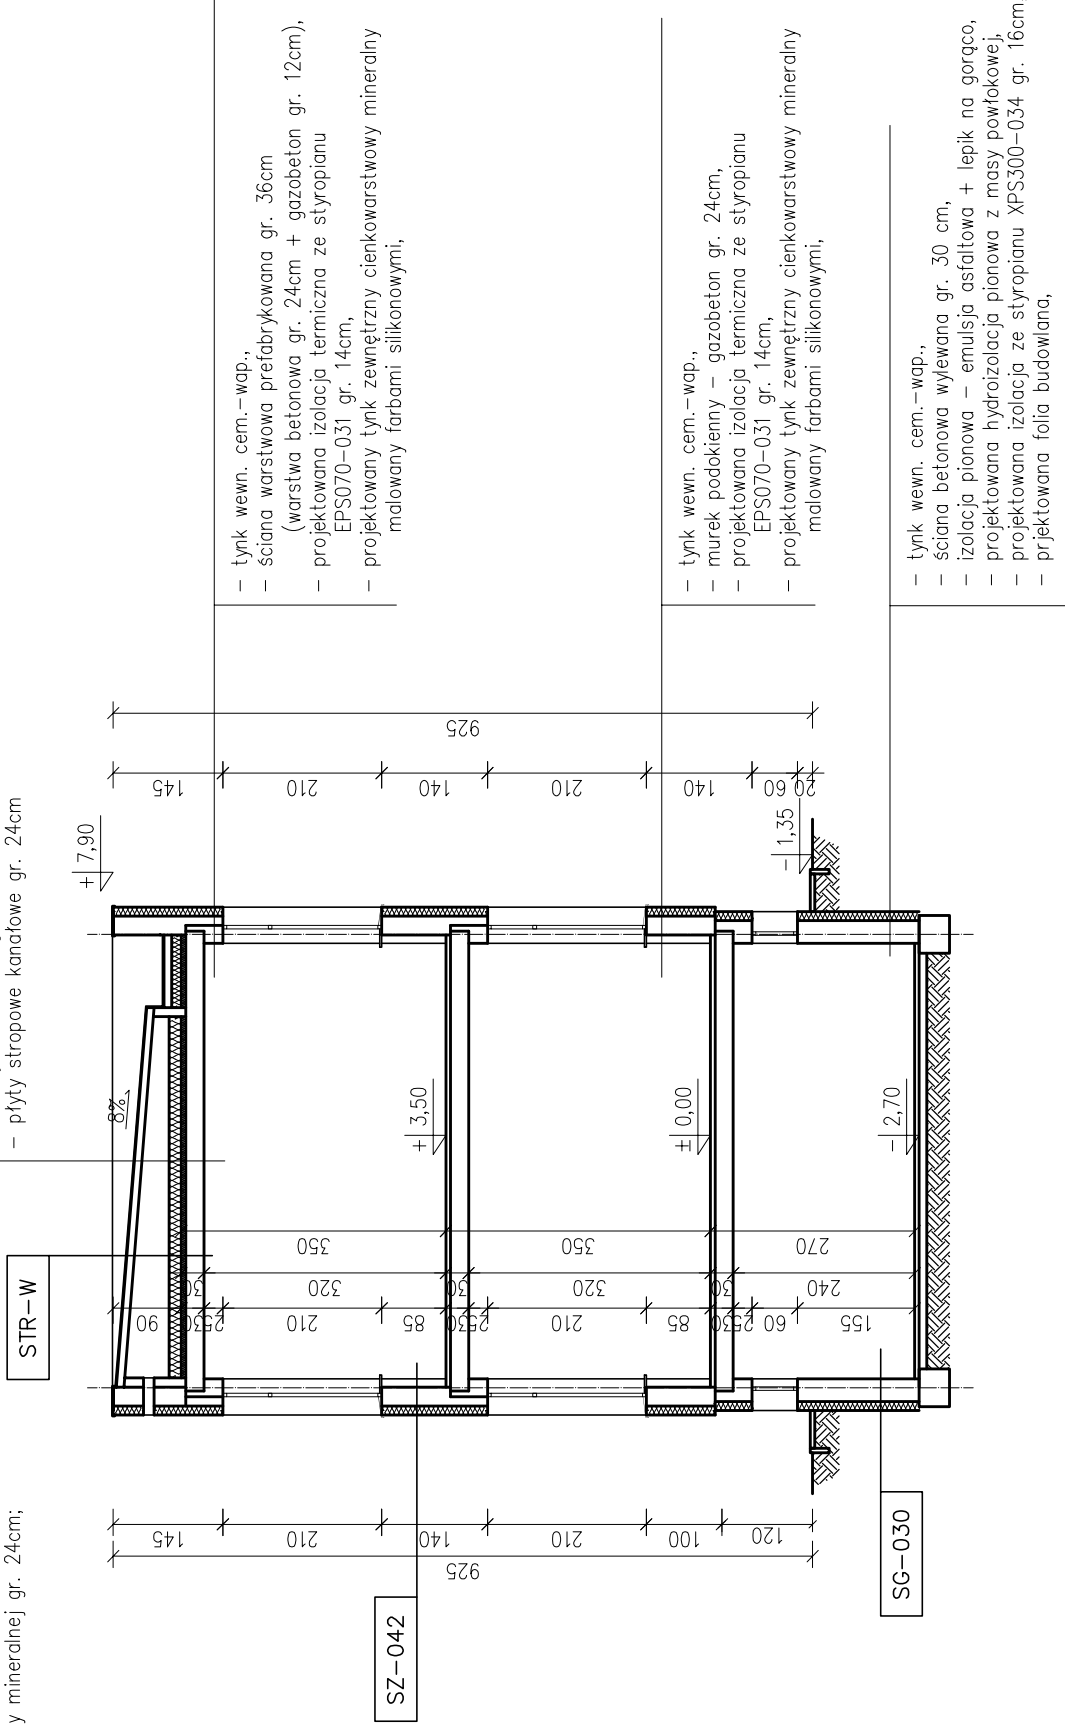 y mineralnej gr. 24cm;
- płyty stropowe kanałowe gr. 24cm
STR-W
SZ-042
SG-030
- tynk wewn. cem.-wap.,
- ściana warstwowa prefabrykowana gr. 36cm
(warstwa betonowa gr. 24cm + gazobeton gr. 12cm),
- projektowana izolacja termiczna ze styropianu
EPS070-031 gr. 14cm,
- projektowany tynk zewnętrzny cienkowarstwowy mineralny
malowany farbami silikonowymi,
- tynk wewn. cem.-wap.,
- murek podokienny - gazobeton gr. 24cm,
- projektowana izolacja termiczna ze styropianu
EPS070-031 gr. 14cm,
- projektowany tynk zewnętrzny cienkowarstwowy mineralny
malowany farbami silikonowymi,
- tynk wewn. cem.-wap.,
- ściana betonowa wylewana gr. 30 cm,
- izolacja pionowa - emulsja asfaltowa + lepik na gorąco,
- projektowana hydroizolacja pionowa z masy powłokowej,
- projektowana izolacja ze styropianu XPS300-034 gr. 16cm,
- prjektowana folia budowlana,
925
145
210
140
210
140
60
20
+ 7,90
- 1,35
8%
+ 3,50
± 0,00
- 2,70
350
350
270
30
320
30
320
30
240
90
30
25
210
85
30
25
210
85
30
25
60
155
145
210
140
210
100
120
925